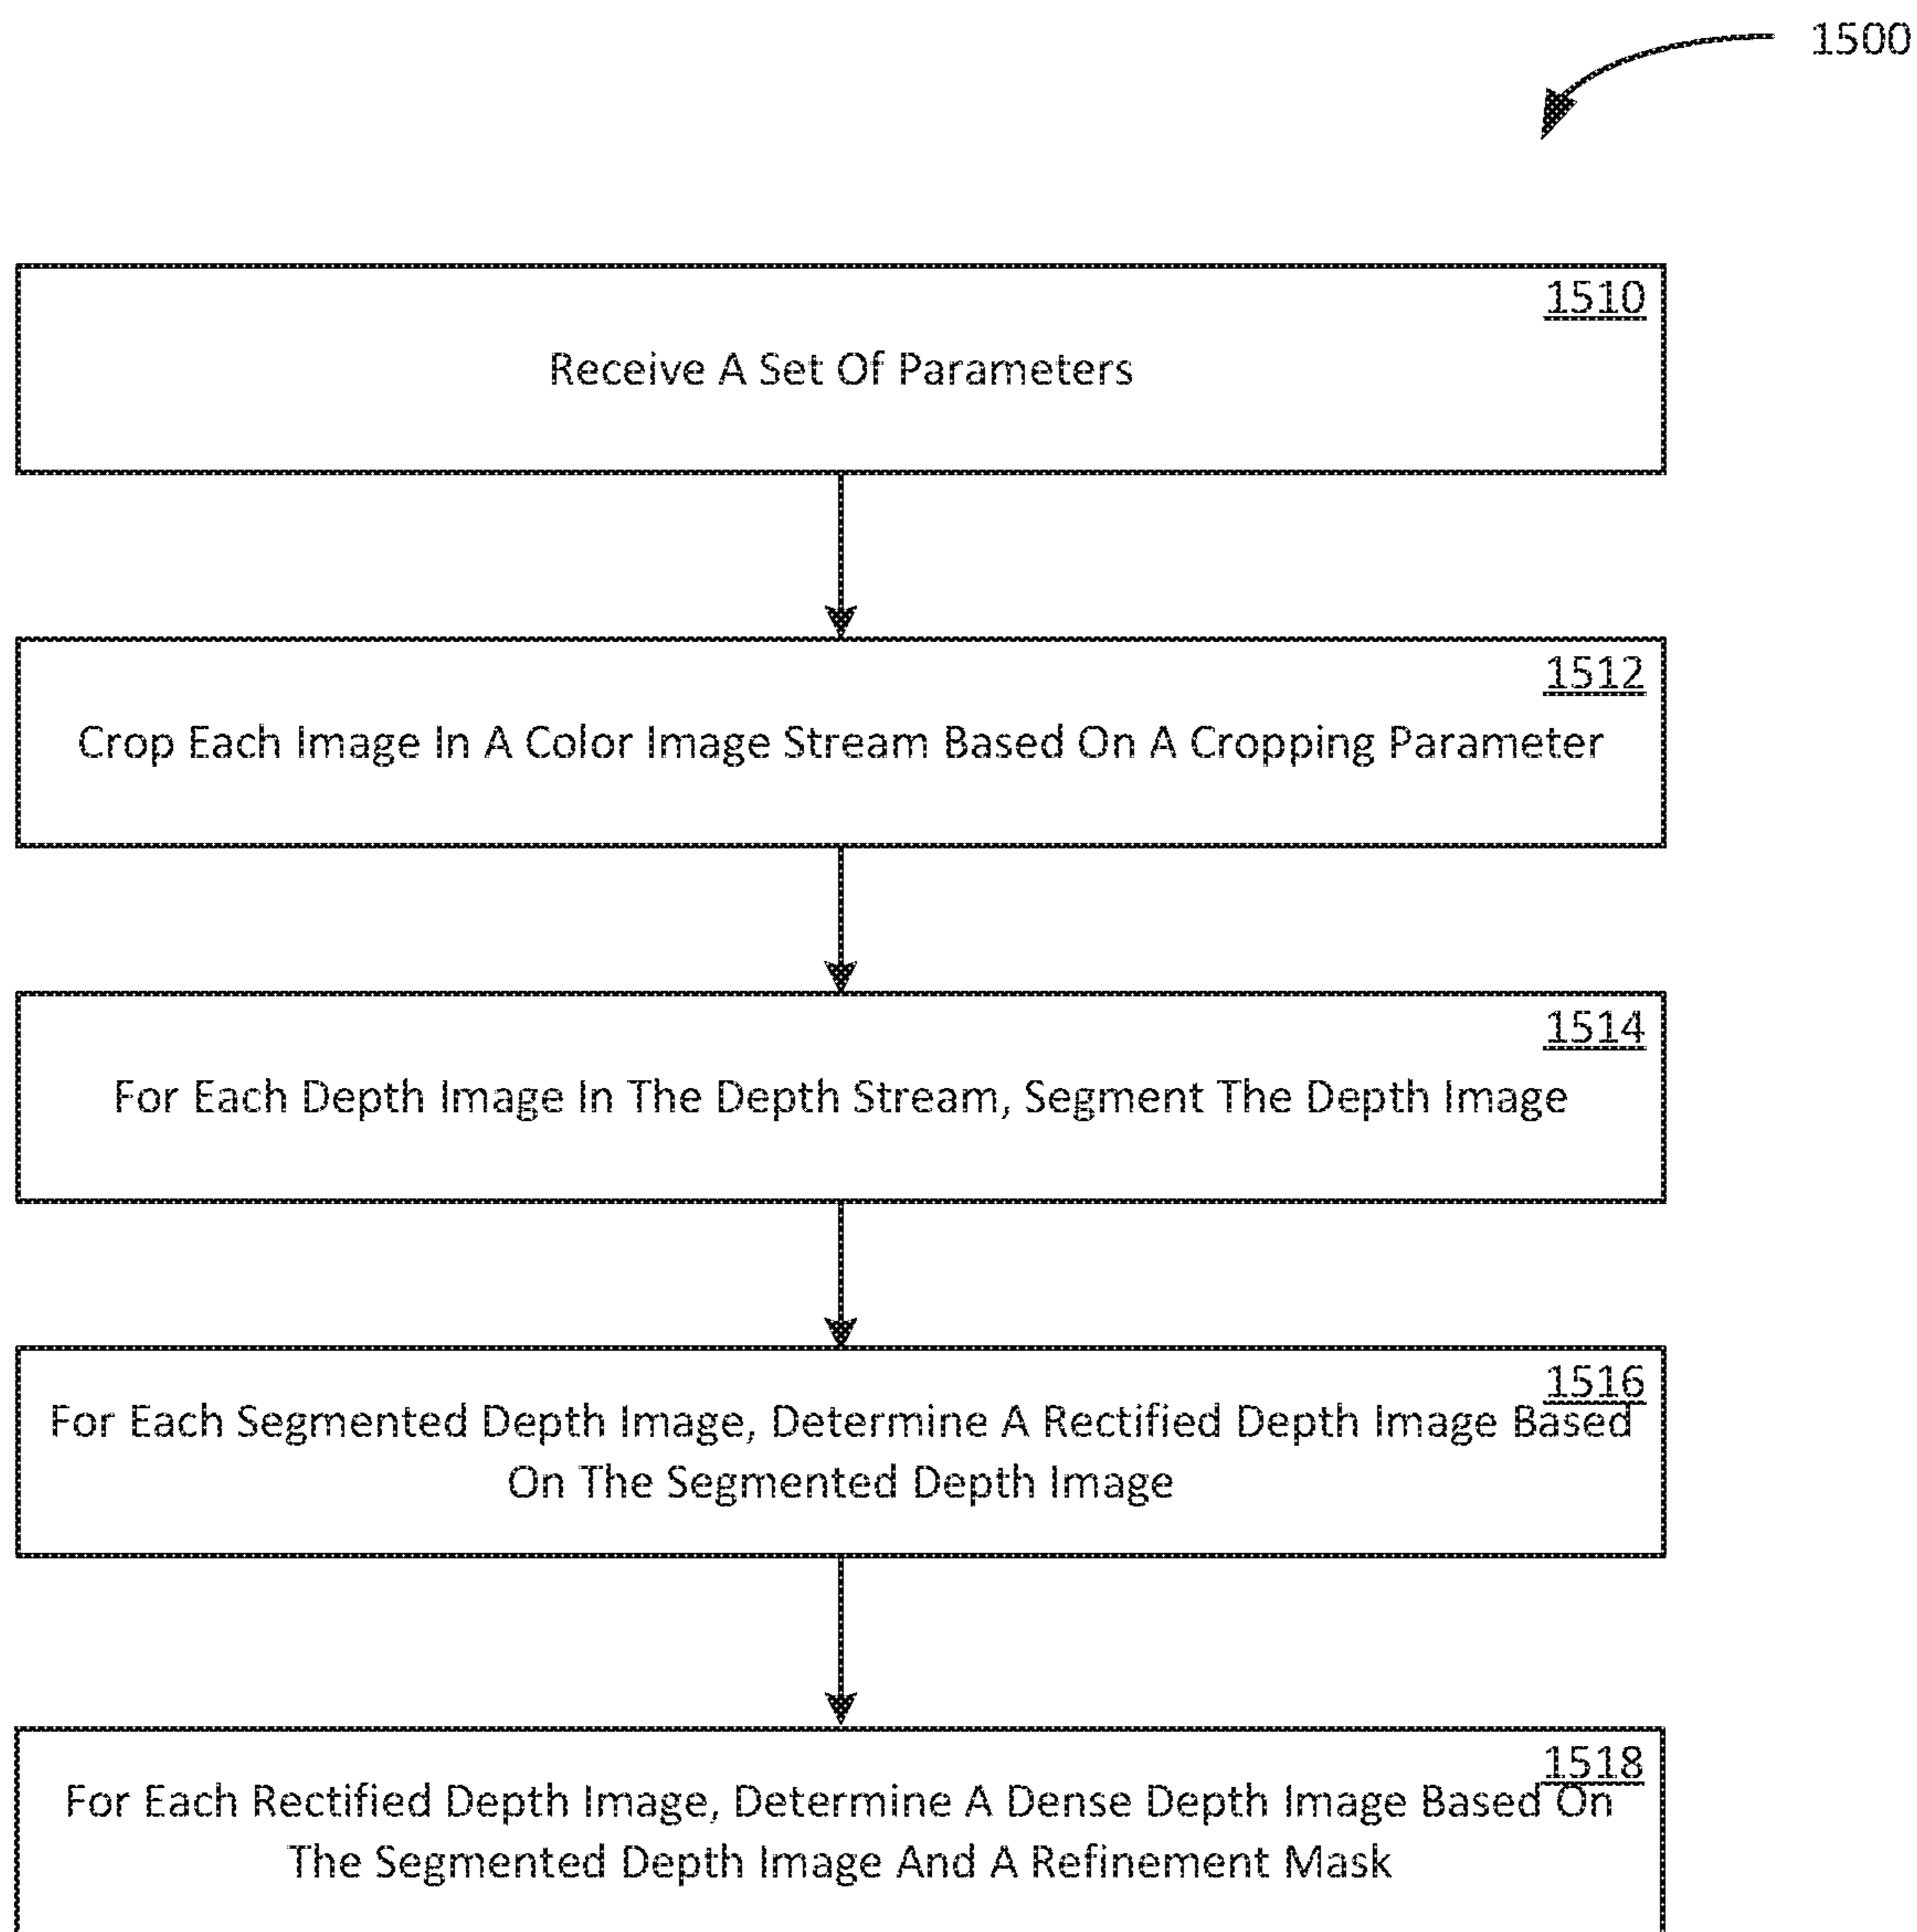 1500
1510
Receive A Set Of Parameters
1512
Crop Each Image In A Color Image Stream Based On A Cropping Parameter
1514
For Each Depth Image In The Depth Stream, Segment The Depth Image
1516
For Each Segmented Depth Image, Determine A Rectified Depth Image Based
On The Segmented Depth Image
1518
For Each Rectified Depth Image, Determine A Dense Depth Image Based On
The Segmented Depth Image And A Refinement Mask